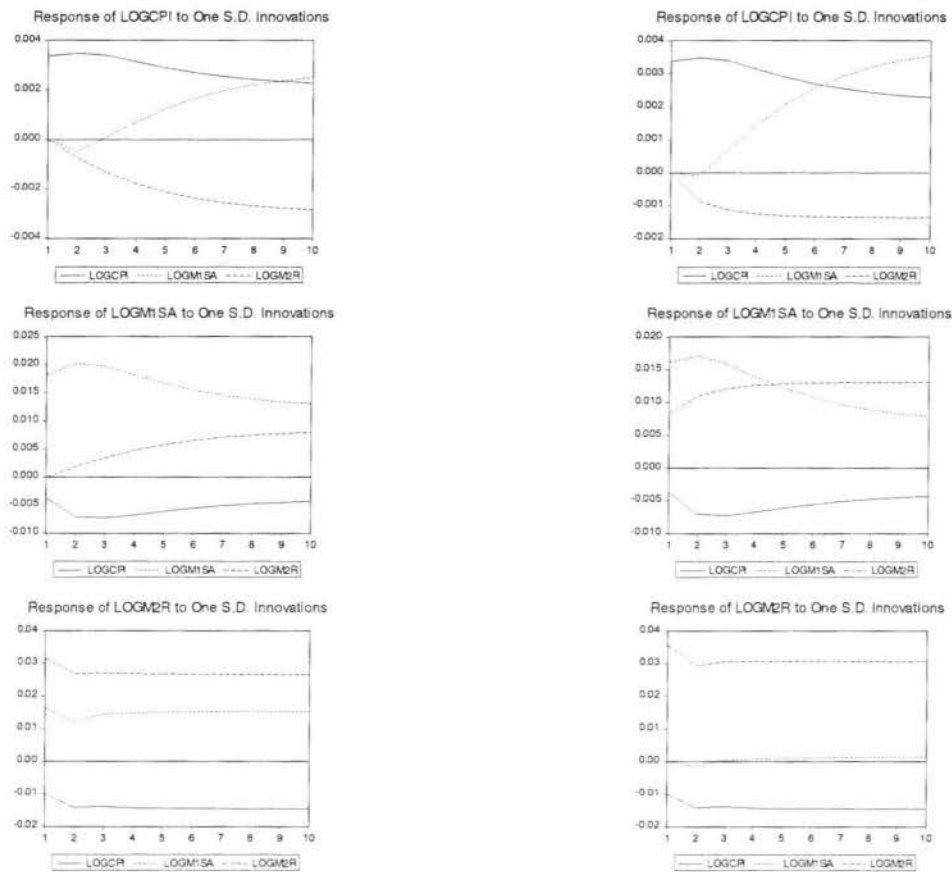 Response of LOGCPI to One S.D. Innovations
0.004
0.002
0.000
-0.002
-0.004
1 2 3 4 5 6 7 8 9 10
LOGCPI LOGM1SA LOGM2R
Response of LOGCPI to One S.D. Innovations
0.004
0.003
0.002
0.001
0.000
-0.001
-0.002
1 2 3 4 5 6 7 8 9 10
LOGCPI LOGM1SA LOGM2R
Response of LOGM1SA to One S.D. Innovations
0.025
0.020
0.015
0.010
0.005
0.000
-0.005
-0.010
1 2 3 4 5 6 7 8 9 10
LOGCPI LOGM1SA LOGM2R
Response of LOGM1SA to One S.D. Innovations
0.020
0.015
0.010
0.005
0.000
-0.005
-0.010
1 2 3 4 5 6 7 8 9 10
LOGCPI LOGM1SA LOGM2R
Response of LOGM2R to One S.D. Innovations
0.04
0.03
0.02
0.01
0.00
-0.01
-0.02
1 2 3 4 5 6 7 8 9 10
LOGCPI LOGM1SA LOGM2R
Response of LOGM2R to One S.D. Innovations
0.04
0.03
0.02
0.01
0.00
-0.01
-0.02
1 2 3 4 5 6 7 8 9 10
LOGCPI LOGM1SA LOGM2R